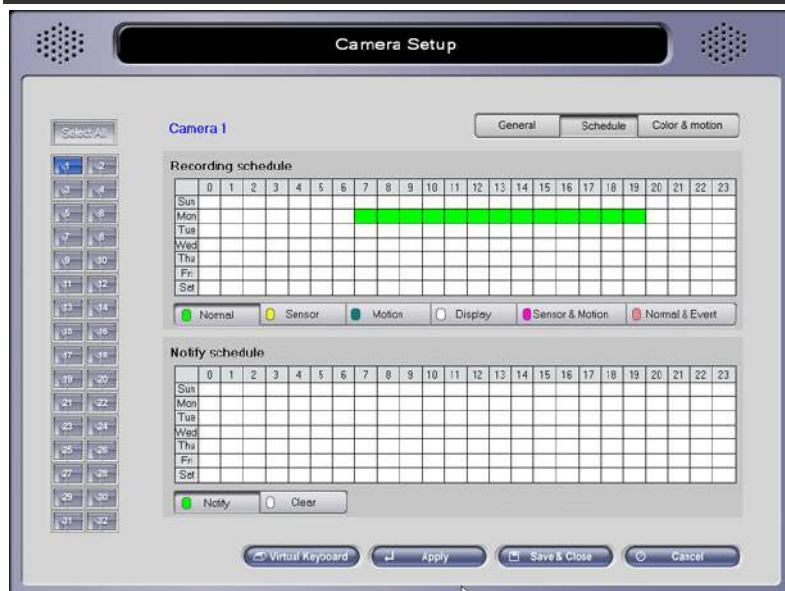 Camera Setup
Select All
Camera 1
General Schedule Color & motion
1 2
3 4
5 6
7 8
9 10
11 12
13 14
15 16
17 18
19 20
21 22
23 24
25 26
27 28
29 30
31 32
Recording schedule
0 1 2 3 4 5 6 7 8 9 10 11 12 13 14 15 16 17 18 19 20 21 22 23
Sun
Mon
Tue
Wed
Thu
Fri
Sat
Normal Sensor Motion Display Sensor & Motion Normal & Event
Notify schedule
0 1 2 3 4 5 6 7 8 9 10 11 12 13 14 15 16 17 18 19 20 21 22 23
Sun
Mon
Tue
Wed
Thu
Fri
Sat
Notify Clear
Virtual Keyboard Apply Save & Close Cancel